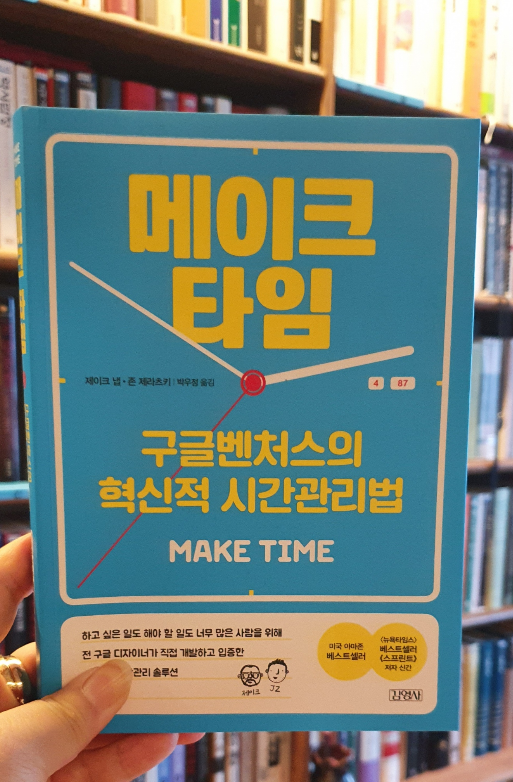 메이크
타임
제이크 냅 · 존 제라츠키 | 박우정 옮김
4 87
구글벤처스의
혁신적 시간관리법
MAKE TIME
하고 싶은 일도 해야 할 일도 너무 많은 사람을 위해
전 구글 디자이너가 직접 개발하고 입증한
관리 솔루션
제이크
JZ
미국 아마존
베스트셀러
《뉴욕타임스》
베스트셀러
《스프린트》
저자 신간
김영사